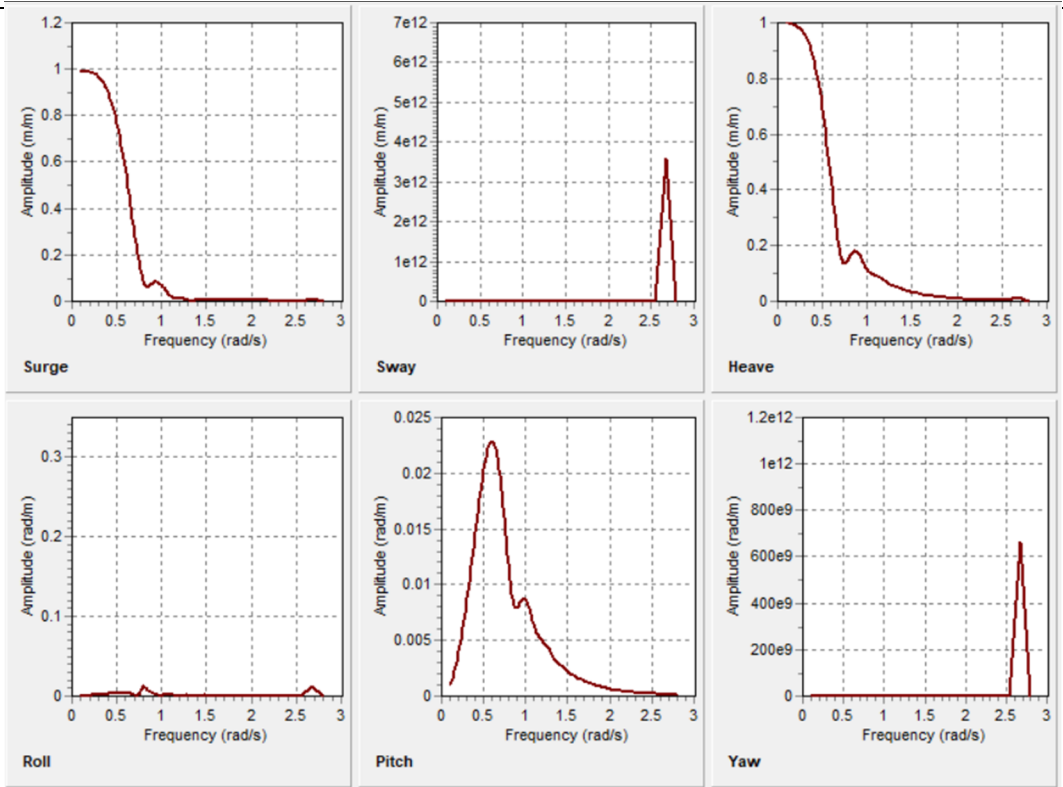 1.2
1
0.8
0.6
0.4
0.2
0
Amplitude (m/m)
0 0.5 1 1.5 2 2.5 3
Frequency (rad/s)
Surge
7e12
6e12
5e12
4e12
3e12
2e12
1e12
0
Amplitude (m/m)
0 0.5 1 1.5 2 2.5 3
Frequency (rad/s)
Sway
1
0.8
0.6
0.4
0.2
0
Amplitude (m/m)
0 0.5 1 1.5 2 2.5 3
Frequency (rad/s)
Heave
0.3
0.2
0.1
0
Amplitude (rad/m)
0 0.5 1 1.5 2 2.5 3
Frequency (rad/s)
Roll
0.025
0.02
0.015
0.01
0.005
0
Amplitude (rad/m)
0 0.5 1 1.5 2 2.5 3
Frequency (rad/s)
Pitch
1.2e12
1e12
800e9
600e9
400e9
200e9
0
Amplitude (rad/m)
0 0.5 1 1.5 2 2.5 3
Frequency (rad/s)
Yaw